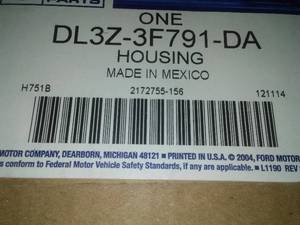 PARTS
ONE
DL3Z-3F791-DA
HOUSING
MADE IN MEXICO
H751B 2172755-156 121114
MOTOR COMPANY, DEARBORN, MICHIGAN 48121 ■ PRINTED IN U.S.A. © 2004, FORD MOTOR
s conform to Federal Motor Vehicle Safety Standards, if any are applicable. ■ L1190 REV